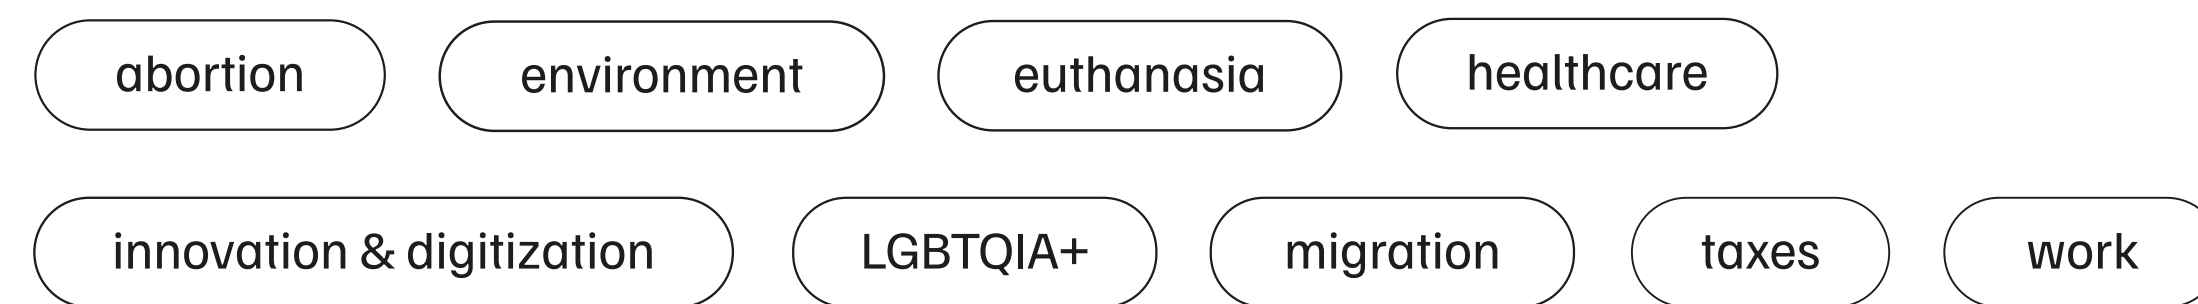 abortion environment euthanasia healthcare
innovation & digitization LGBTQIA+ migration taxes work